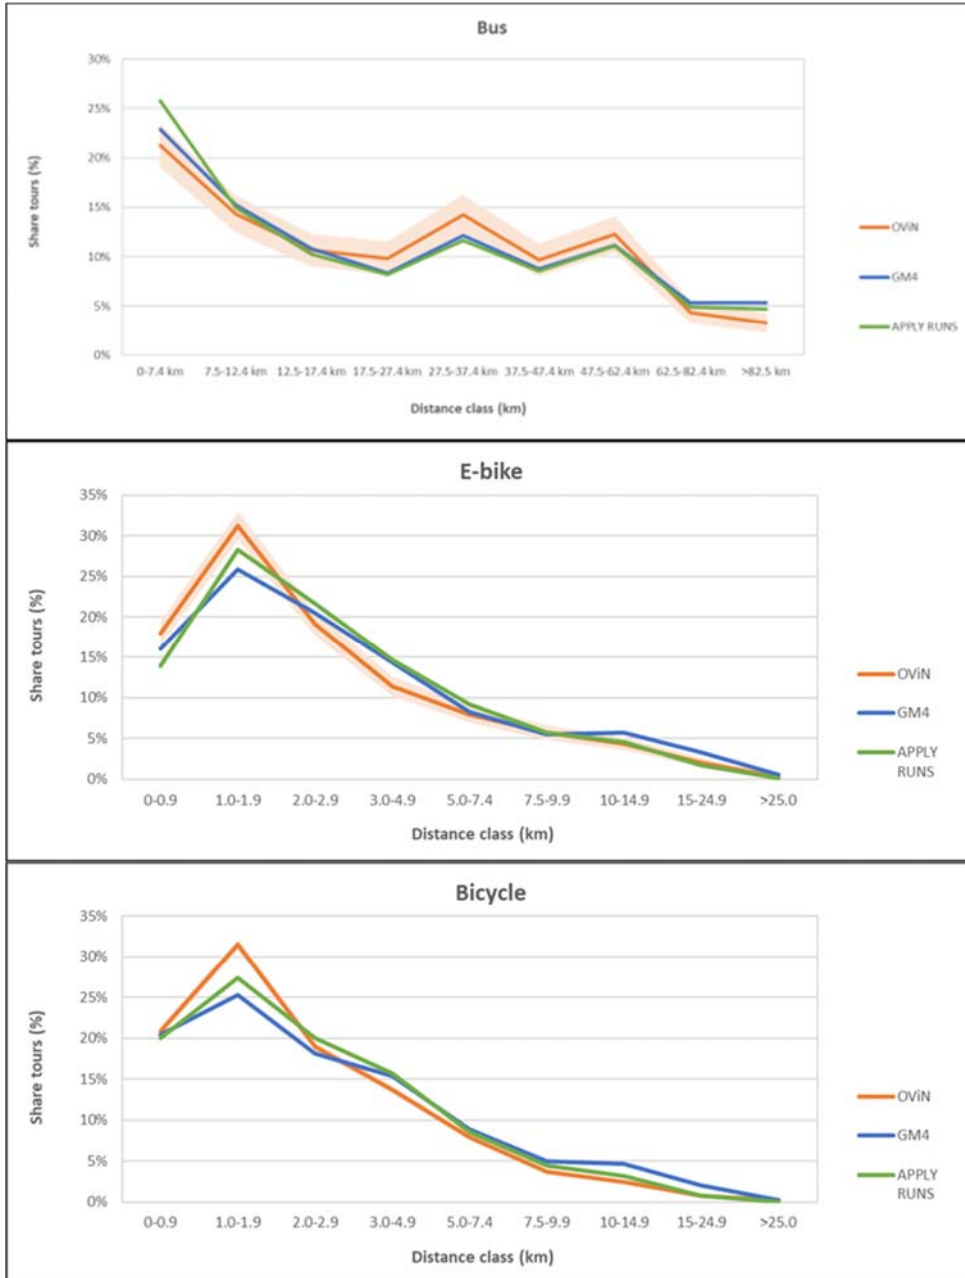 Bus
30%
25%
20%
15%
10%
5%
0%
Share tours (%)
0-7.4 km 7.5-12.4 km 12.5-17.4 km 17.5-27.4 km 27.5-37.4 km 37.5-47.4 km 47.5-62.4 km 62.5-82.4 km >82.5 km
Distance class (km)
OViN
GM4
APPLY RUNS
E-bike
35%
30%
25%
20%
15%
10%
5%
0%
Share tours (%)
0-0.9 1.0-1.9 2.0-2.9 3.0-4.9 5.0-7.4 7.5-9.9 10-14.9 15-24.9 >25.0
Distance class (km)
OViN
GM4
APPLY
RUNS
Bicycle
35%
30%
25%
20%
15%
10%
5%
0%
Share tours (%)
0-0.9 1.0-1.9 2.0-2.9 3.0-4.9 5.0-7.4 7.5-9.9 10-14.9 15-24.9 >25.0
Distance class (km)
OViN
GM4
APPLY
RUNS